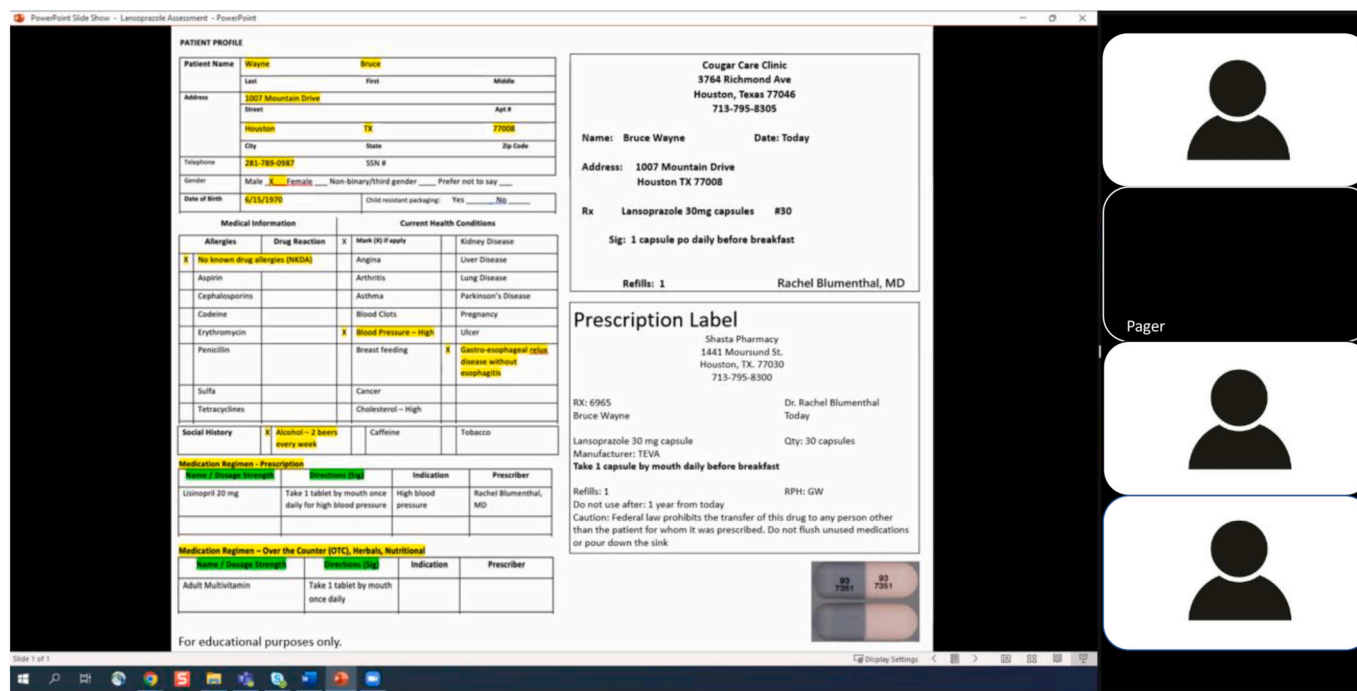 PowerPoint Slide Show - Lansoprazole Assessment - PowerPoint
PATIENT PROFILE
Patient Name Wayne Bruce
Last First Middle
Address 1007 Mountain Drive
Street Apt #
Houston TX 77008
City State Zip Code
Telephone 281-789-0987 SSN #
Gender Male _X__Female ___ Non-binary/third gender ____ Prefer not to say ___
Date of Birth 6/15/1970 Child resistant packaging: Yes ______No _____
Medical Information Current Health Conditions
Allergies Drug Reaction X Mark (X) if apply Kidney Disease
X No known drug allergies (NKDA) Angina Liver Disease
Aspirin Arthritis Lung Disease
Cephalosporins Asthma Parkinson's Disease
Codeine Blood Clots Pregnancy
Erythromycin X Blood Pressure – High Ulcer
Penicillin Breast feeding X Gastro-esophageal relux
disease without
esophagitis
Sulfa Cancer
Tetracyclines Cholesterol – High
Social History X Alcohol – 2 beers Caffeine Tobacco
every week
Medication Regimen - Prescription
Name / Dosage Strength Directions (Sig) Indication Prescriber
Lisinopril 20 mg Take 1 tablet by mouth once High blood Rachel Blumenthal,
daily for high blood pressure pressure MD
Medication Regimen – Over the Counter (OTC), Herbals, Nutritional
Name / Dosage Strength Directions (Sig) Indication Prescriber
Adult Multivitamin Take 1 tablet by mouth
once daily
For educational purposes only.
Cougar Care Clinic
3764 Richmond Ave
Houston, Texas 77046
713-795-8305
Name: Bruce Wayne Date: Today
Address: 1007 Mountain Drive
Houston TX 77008
Rx Lansoprazole 30mg capsules #30
Sig: 1 capsule po daily before breakfast
Refills: 1 Rachel Blumenthal, MD
Prescription Label
Shasta Pharmacy
1441 Moursund St.
Houston, TX. 77030
713-795-8300
RX: 6965 Dr. Rachel Blumenthal
Bruce Wayne Today
Lansoprazole 30 mg capsule Qty: 30 capsules
Manufacturer: TEVA
Take 1 capsule by mouth daily before breakfast
Refills: 1 RPH: GW
Do not use after: 1 year from today
Caution: Federal law prohibits the transfer of this drug to any person other
than the patient for whom it was prescribed. Do not flush unused medications
or pour down the sink
93 93
7351 7351
Pager
Slide 1 of 1 Display Settings